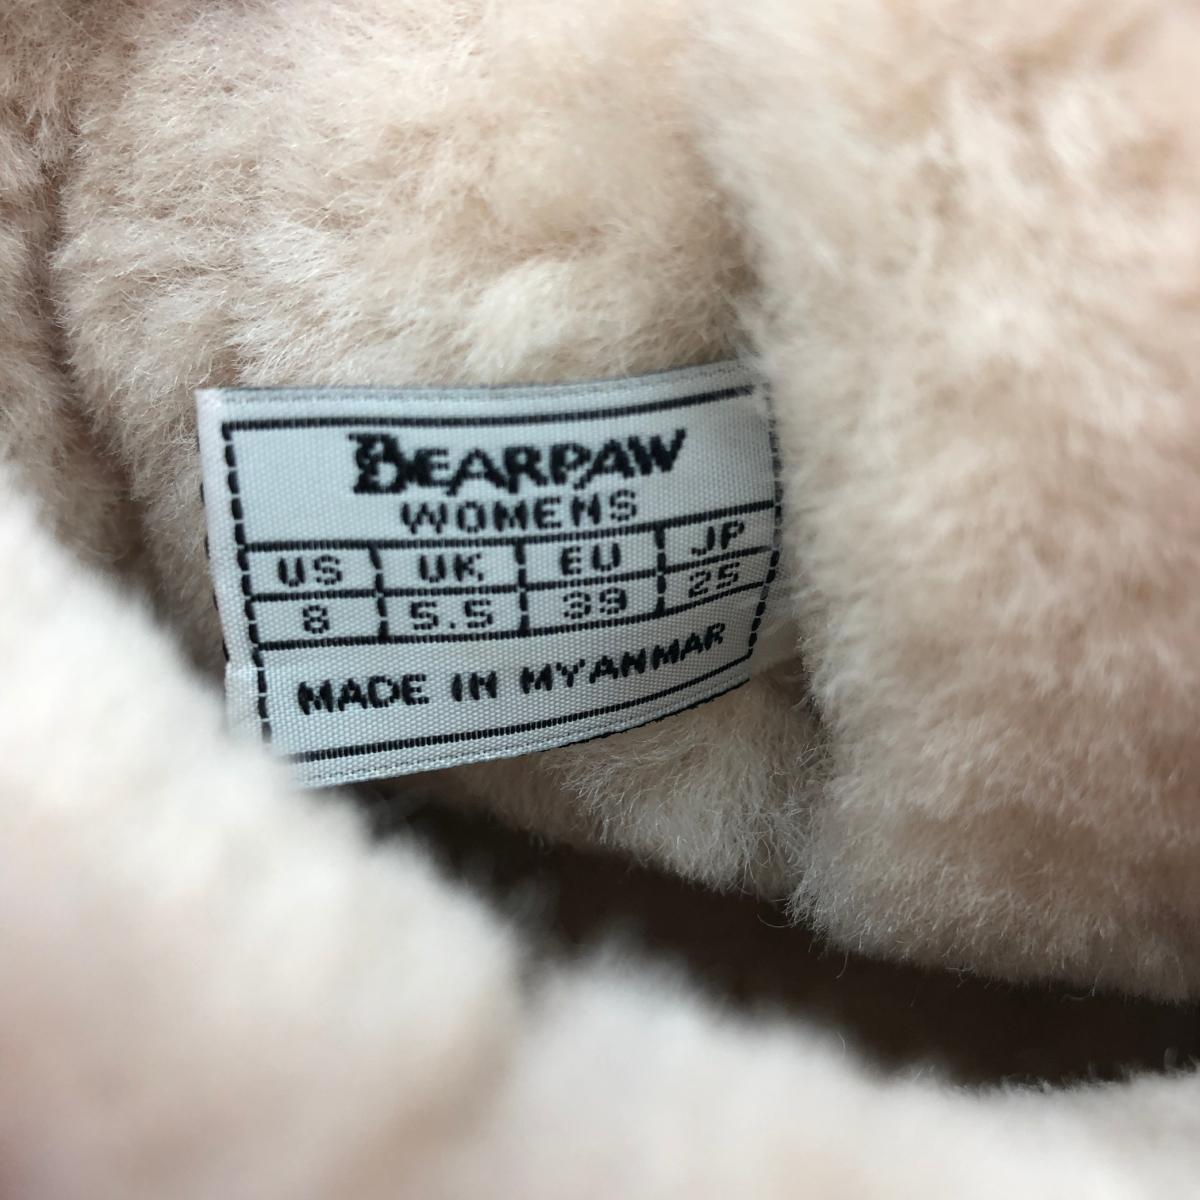 BEARPAW
WOMENS
US UK EU JP
8 5.5 39 25
MADE IN MYANMAR